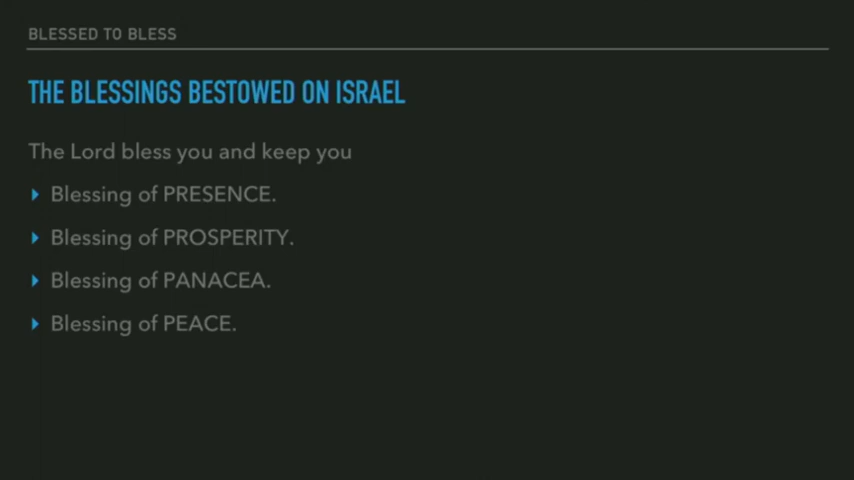 BLESSED TO BLESS
THE BLESSINGS BESTOWED ON ISRAEL
The Lord bless you and keep you
Blessing of PRESENCE.
Blessing of PROSPERITY.
Blessing of PANACEA.
Blessing of PEACE.